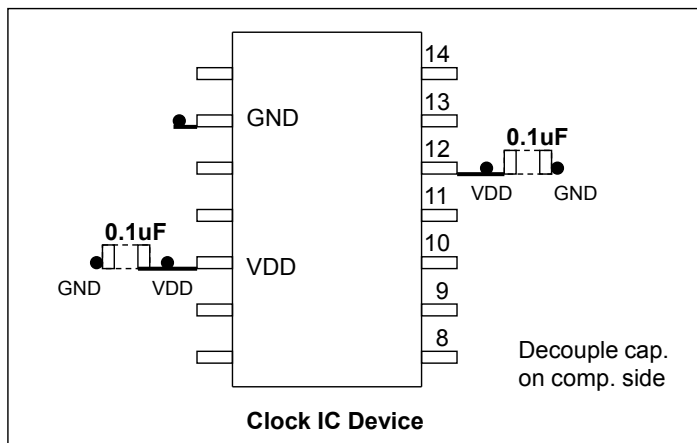 14
13
GND
0.1uF
12
VDD
GND
11
0.1uF
10
VDD
GND
VDD
9
8
Decouple cap.
on comp. side
Clock IC Device